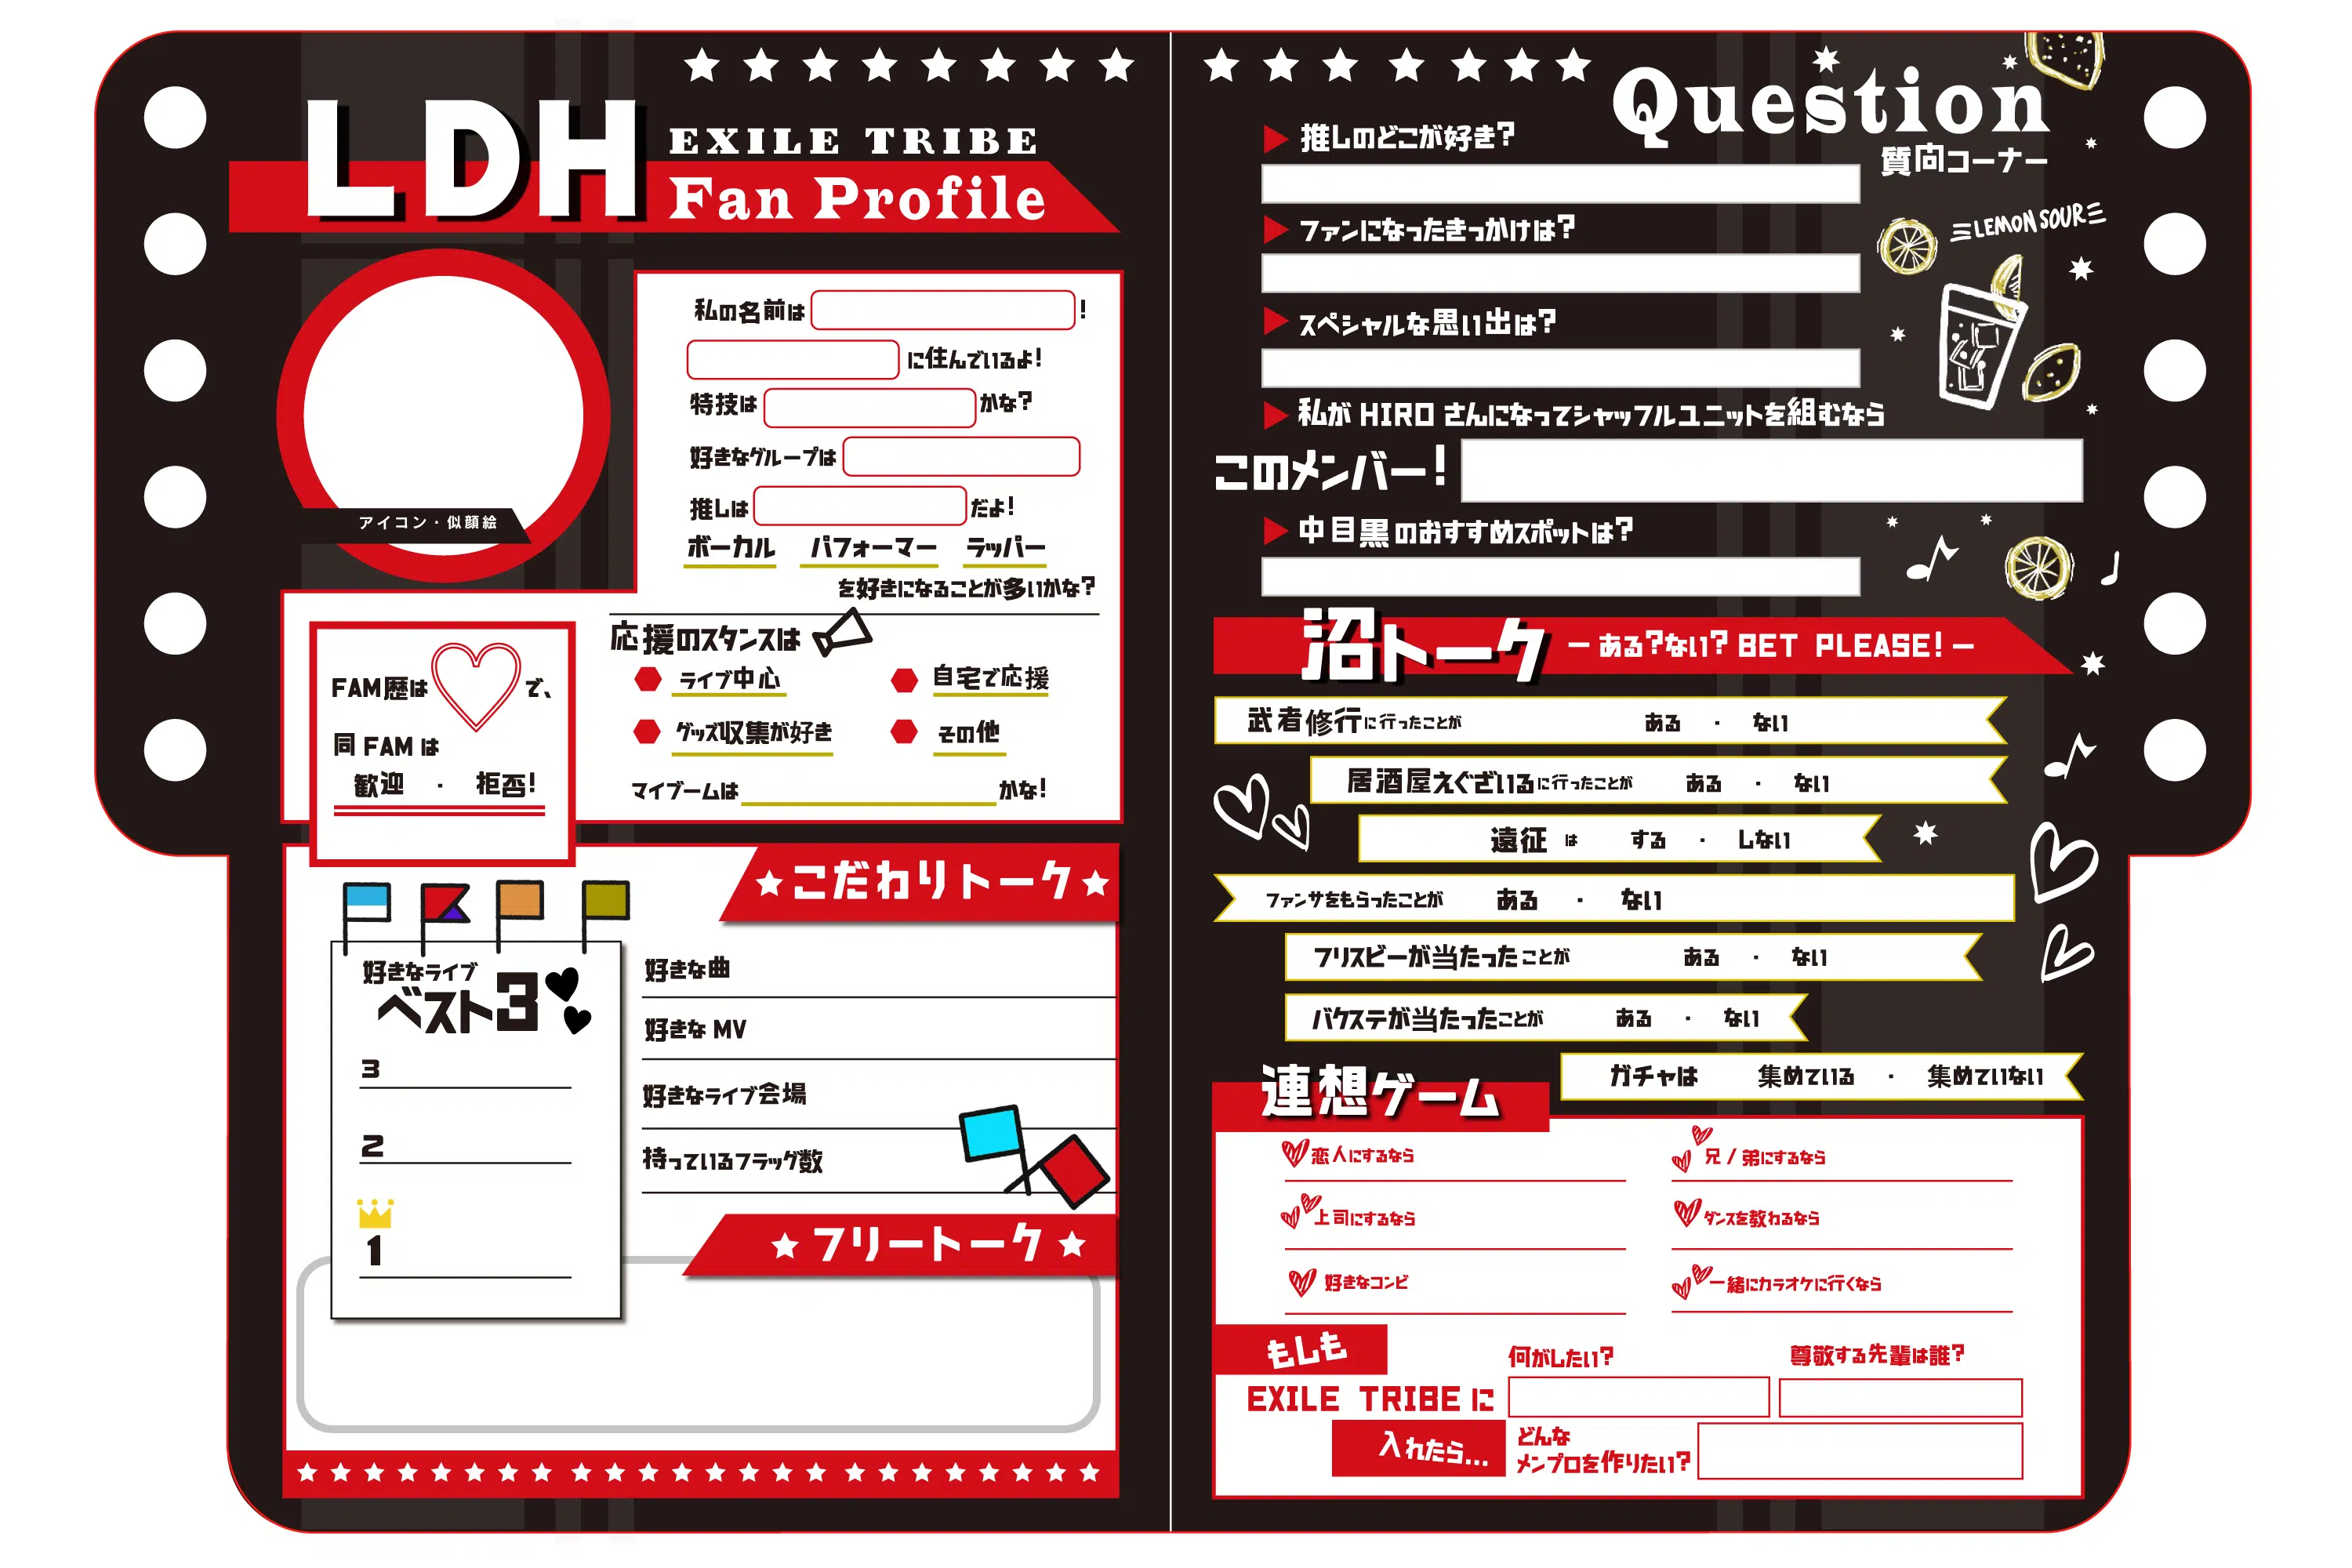 LDH
EXILE TRIBE
Fan Profile
アイコン・似顔絵
私の名前は !
に住んでいるよ!
特技は かな?
好きなグループは
推しは だよ!
ボーカル パフォーマー ラッパー
を好きになることが多いかな?
FAM歴は で、
同 FAM は
歓迎 ・ 拒否!
応援のスタンスは
ライブ中心 自宅で応援
グッズ収集が好き その他
マイブームは かな!
こだわりトーク
好きなライブ
ベスト3
3
2
1
好きな曲
好きな MV
好きなライブ会場
持っているフラッグ数
フリートーク
Question
質問コーナー
推しのどこが好き?
ファンになったきっかけは?
LEMON SOUR
スペシャルな思い出は?
私が HIRO さんになってシャッフルユニットを組むなら
このメンバー!
中目黒のおすすめスポットは?
沼トーク ー ある?ない? BET PLEASE! ー
武者修行に行ったことが ある ・ ない
居酒屋えぐざいるに行ったことが ある ・ ない
遠征 は する ・ しない
ファンサをもらったことが ある ・ ない
フリスビーが当たったことが ある ・ ない
バクステが当たったことが ある ・ ない
ガチャは 集めている ・ 集めていない
連想ゲーム
恋人にするなら 兄 / 弟にするなら
上司にするなら ダンスを教わるなら
好きなコンビ 一緒にカラオケに行くなら
もしも
EXILE TRIBE に
入れたら...
何がしたい? 尊敬する先輩は誰?
どんな
メンプロを作りたい?